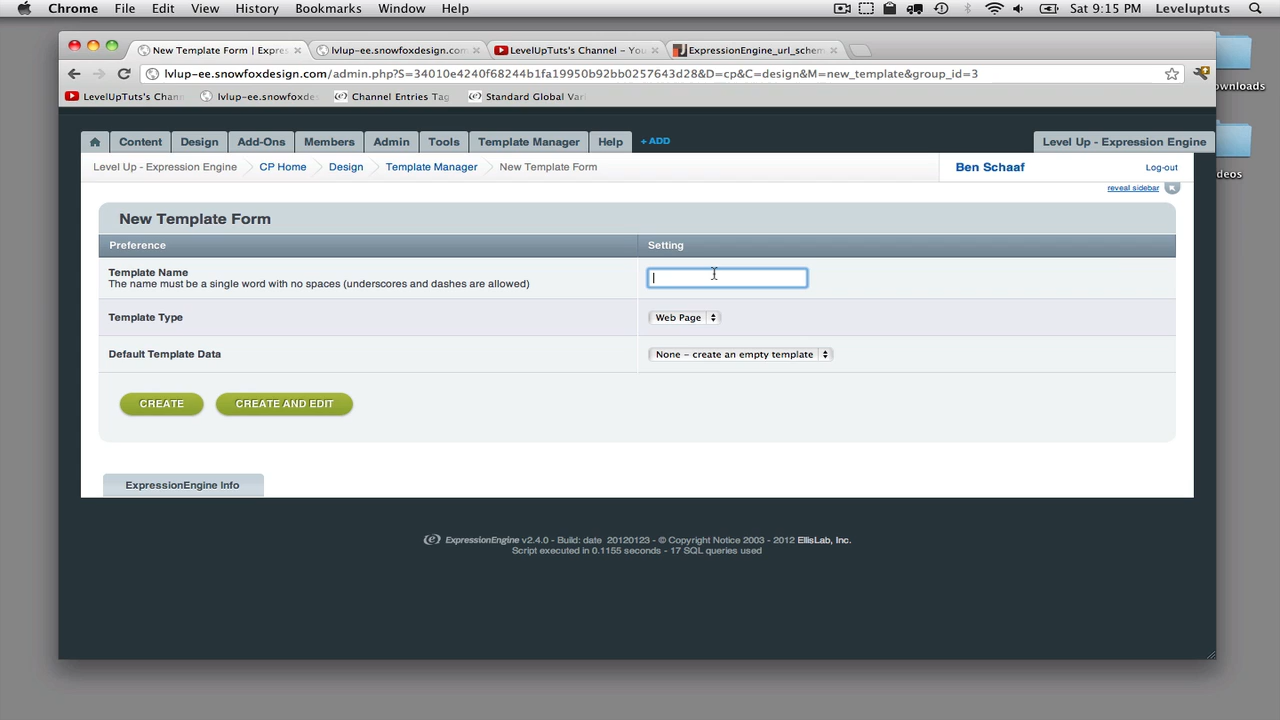 Chrome File Edit View History Bookmarks Window Help Sat 9:15 PM Leveluptuts
New Template Form | Expres
lvlup-ee.snowfoxdesign.com
LevelUpTuts's Channel – You
ExpressionEngine_url_schem
lvlup-ee.snowfoxdesign.com/admin.php?S=34010e4240f68f44b1fa19950b92bb0257643d28&D=cp&C=design&M=new_template&group_id=3
LevelUpTuts's Chann lvlup-ee.snowfoxdes Channel Entries Tag Standard Global Var
ownloads
deos
Content Design Add-Ons Members Admin Tools Template Manager Help + ADD Level Up - Expression Engine
Level Up - Expression Engine CP Home Design Template Manager New Template Form Ben Schaaf Log-out
reveal sidebar
New Template Form
Preference Setting
Template Name
The name must be a single word with no spaces (underscores and dashes are allowed)
Template Type Web Page
Default Template Data None – create an empty template
CREATE CREATE AND EDIT
ExpressionEngine Info
ExpressionEngine v2.4.0 - Build: date 20120123 - © Copyright Notice 2003 - 2012 EllisLab, Inc.
Script executed in 0.1155 seconds - 17 SQL queries used